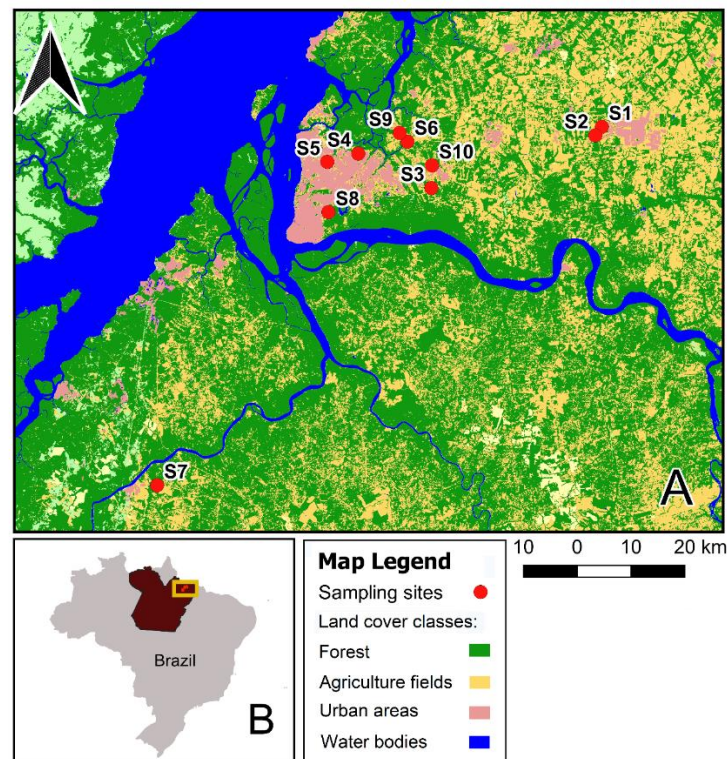 S9
S6
S2
S1
S5
S4
S10
S3
S8
S7
A
10 0 10 20 km
Brazil
B
Map Legend
Sampling sites
Land cover classes:
Forest
Agriculture fields
Urban areas
Water bodies